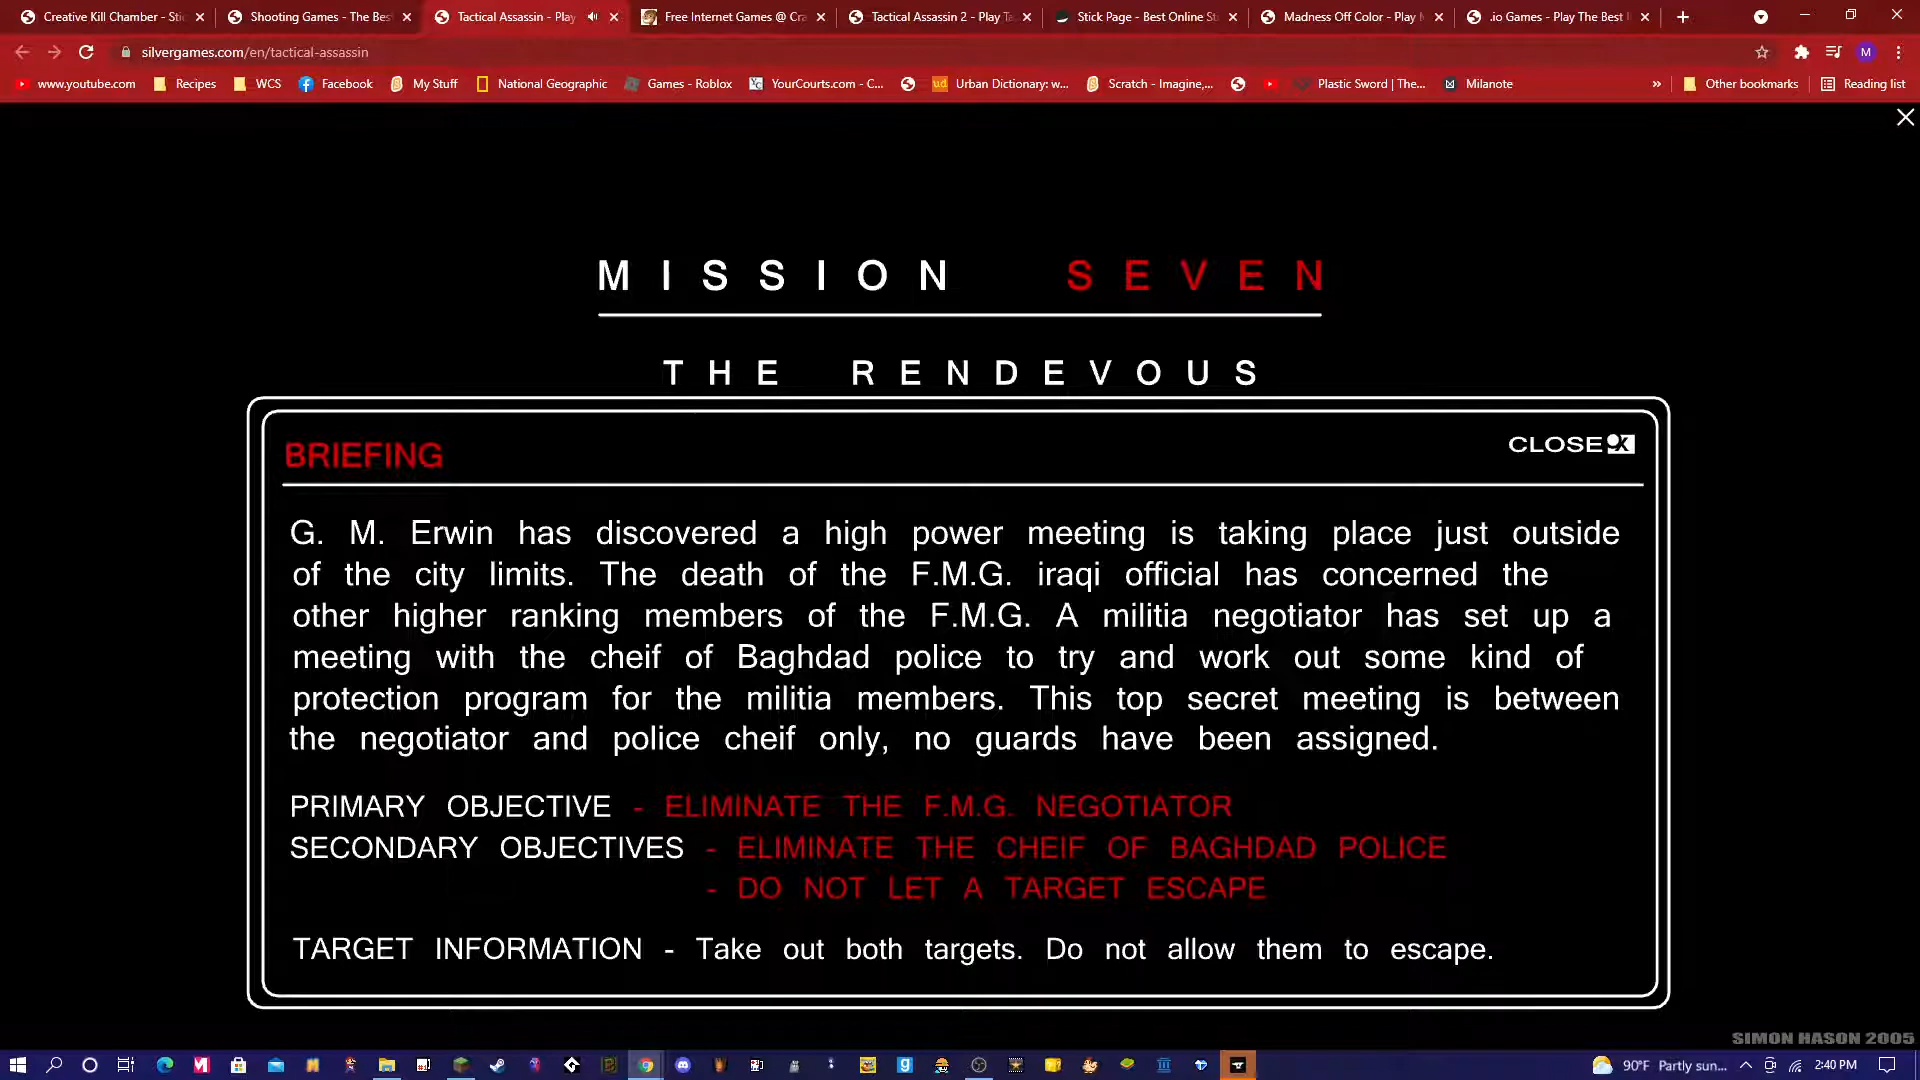 Creative Kill Chamber - Stic
Shooting Games - The Bes
Tactical Assassin - Play
Free Internet Games @ Cra
Tactical Assassin 2 - Play Ta
Stick Page - Best Online St
Madness Off Color - Play M
.io Games - Play The Best I
silvergames.com/en/tactical-assassin
M
www.youtube.com Recipes WCS Facebook My Stuff National Geographic Games - Roblox YourCourts.com - C... Urban Dictionary: w... Scratch - Imagine,... Plastic Sword | The... Milanote » Other bookmarks Reading list
MISSION SEVEN
THE RENDEVOUS
BRIEFING
CLOSE
G. M. Erwin has discovered a high power meeting is taking place just outside
of the city limits. The death of the F.M.G. iraqi official has concerned the
other higher ranking members of the F.M.G. A militia negotiator has set up a
meeting with the cheif of Baghdad police to try and work out some kind of
protection program for the militia members. This top secret meeting is between
the negotiator and police cheif only, no guards have been assigned.
PRIMARY OBJECTIVE - ELIMINATE THE F.M.G. NEGOTIATOR
SECONDARY OBJECTIVES - ELIMINATE THE CHEIF OF BAGHDAD POLICE
- DO NOT LET A TARGET ESCAPE
TARGET INFORMATION - Take out both targets. Do not allow them to escape.
SIMON HASON 2005
90°F Partly sun... 2:40 PM